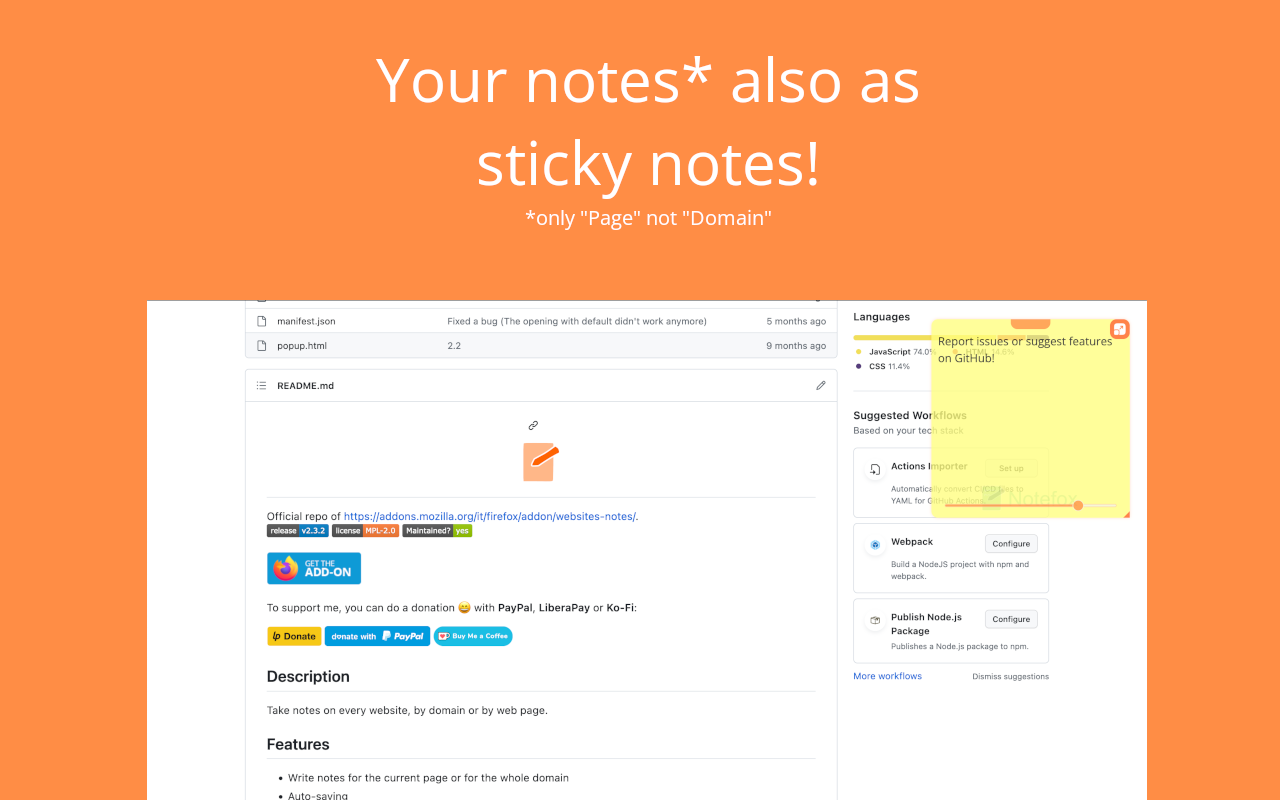 Your notes* also as
sticky notes!
*only "Page" not "Domain"
manifest.json Fixed a bug (The opening with default didn't work anymore) 5 months ago
popup.html 2.2 9 months ago
README.md
Official repo of https://addons.mozilla.org/it/firefox/addon/websites-notes/.
release v2.3.2 license MPL-2.0 Maintained? yes
GET THE
ADD-ON
To support me, you can do a donation 😄 with PayPal, LiberaPay or Ko-Fi:
Donate donate with PayPal Buy Me a Coffee
Description
Take notes on every website, by domain or by web page.
Features
• Write notes for the current page or for the whole domain
• Auto-saving
Languages
JavaScript 74.0% HTML 14.6%
CSS 11.4%
Report issues or suggest features
on GitHub!
Suggested Workflows
Based on your tech stack
Actions Importer Set up
Automatically convert CI/CD files to
YAML for GitHub Actions.
Notefox
Webpack Configure
Build a NodeJS project with npm and
webpack.
Publish Node.js
Package Configure
Publishes a Node.js package to npm.
More workflows Dismiss suggestions